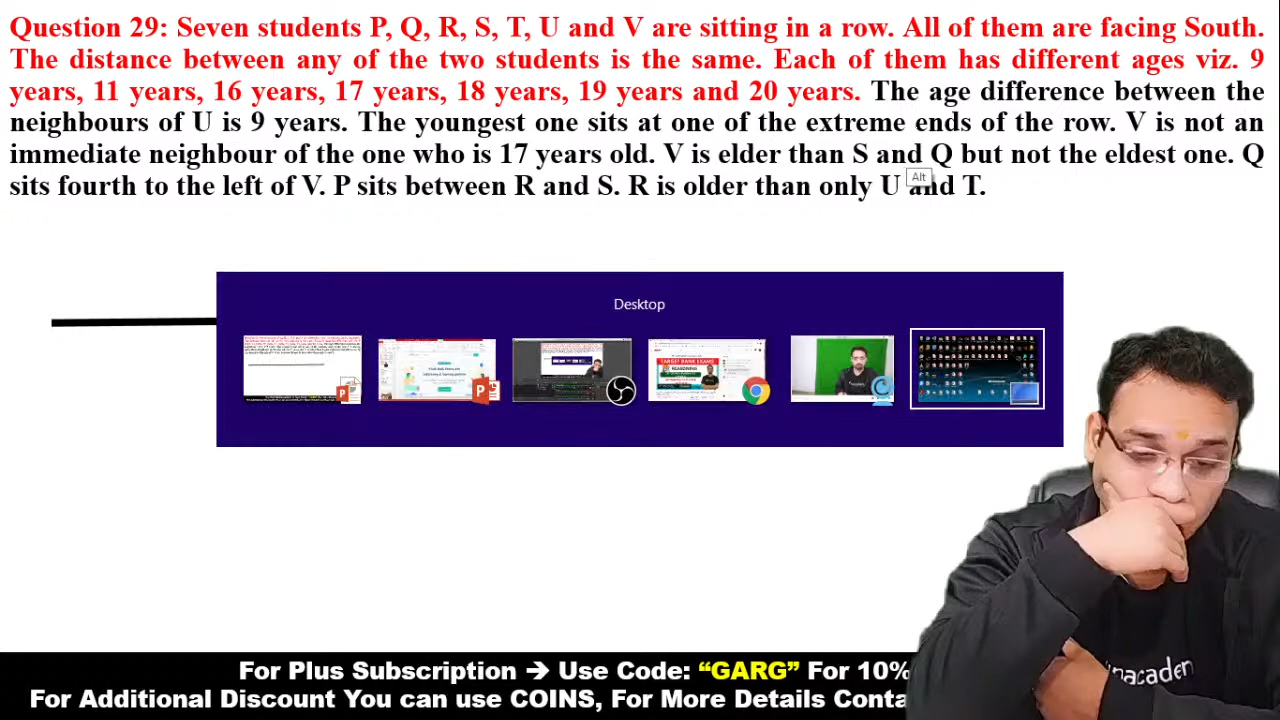 Question 29: Seven students P, Q, R, S, T, U and V are sitting in a row. All of them are facing South.
The distance between any of the two students is the same. Each of them has different ages viz. 9
years, 11 years, 16 years, 17 years, 18 years, 19 years and 20 years. The age difference between the
neighbours of U is 9 years. The youngest one sits at one of the extreme ends of the row. V is not an
immediate neighbour of the one who is 17 years old. V is elder than S and Q but not the eldest one. Q
sits fourth to the left of V. P sits between R and S. R is older than only U and T.
Alt
Desktop
TARGET BANK EXAMS
REASONING
For Plus Subscription → Use Code: “GARG” For 10%
For Additional Discount You can use COINS, For More Details Conta
nacaden